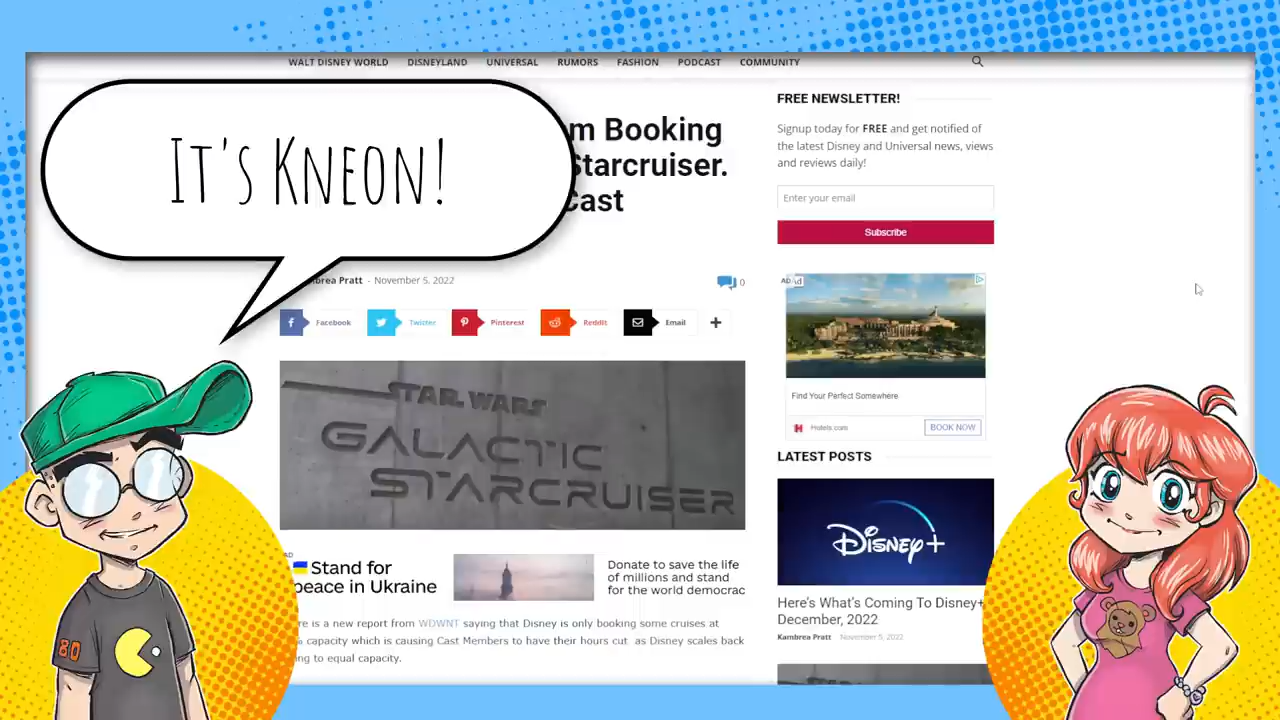 WALT DISNEY WORLD DISNEYLAND UNIVERSAL RUMORS FASHION PODCAST COMMUNITY
It's Kneon!
Booking
Starcruiser.
Pratt - November 5, 2022
0
Facebook Twitter Pinterest Reddit Email +
STAR WARS
GALACTIC
STARCRUISER
AD
Stand for
peace in Ukraine
Donate to save the life
of millions and stand
for the world
is a new report from WDWNT saying that Disney is only booking some cruises at
capacity which is causing Cast Members to have their hours cut as Disney scales back
to equal capacity.
FREE NEWSLETTER!
Signup today for FREE and get notified of
the latest Disney and Universal news, views
and reviews daily!
Enter your email
Subscribe
Ad
Find Your Perfect Somewhere
Hotels.com
BOOK NOW
LATEST POSTS
Disney+
Here's What's Coming To Disney+
December, 2022
Kambrea Pratt November 5, 2022
80